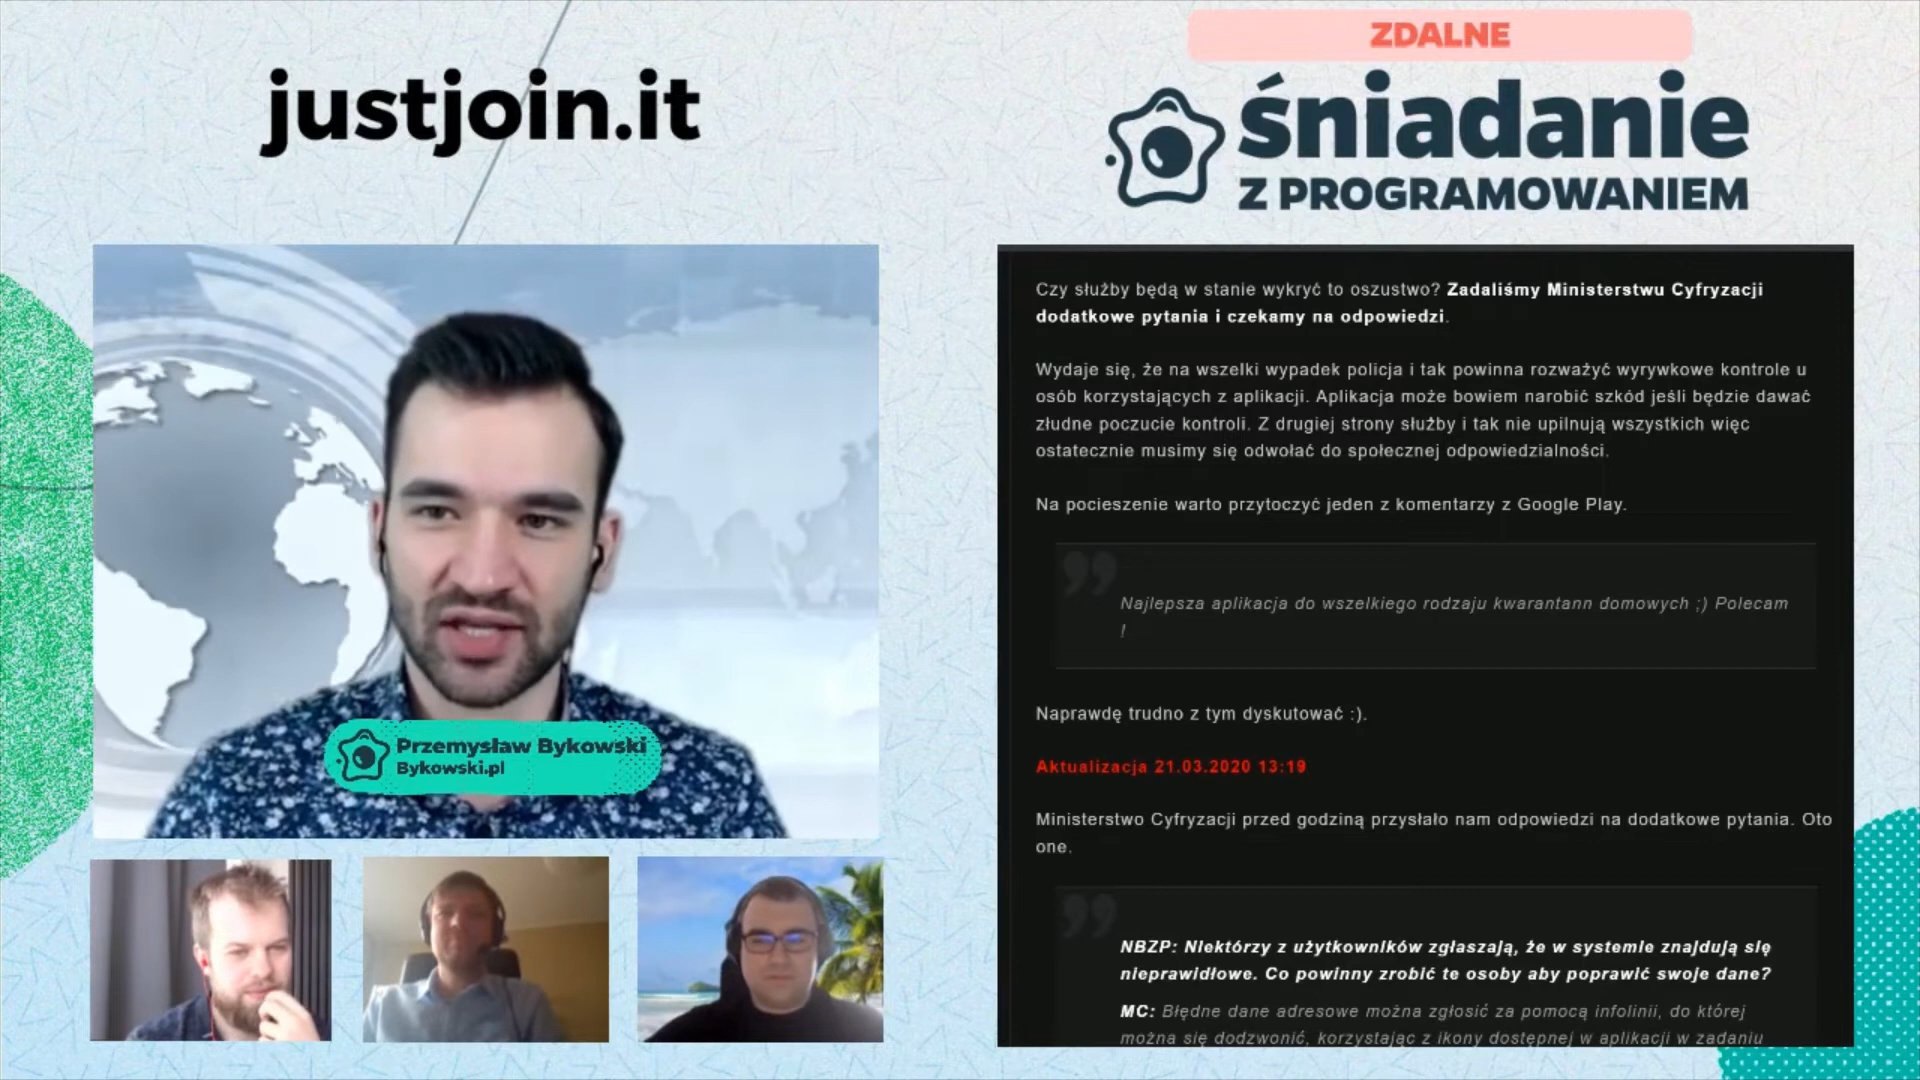 justjoin.it
ZDALNE
śniadanie
Z PROGRAMOWANIEM
Czy służby będą w stanie wykryć to oszustwo? Zadaliśmy Ministerstwu Cyfryzacji
dodatkowe pytania i czekamy na odpowiedzi.
Wydaje się, że na wszelki wypadek policja i tak powinna rozważyć wyrywkowe kontrole u
osób korzystających z aplikacji. Aplikacja może bowiem narobić szkód jeśli będzie dawać
złudne poczucie kontroli. Z drugiej strony służby i tak nie upilnują wszystkich więc
ostatecznie musimy się odwołać do społecznej odpowiedzialności.
Na pocieszenie warto przytoczyć jeden z komentarzy z Google Play.
Najlepsza aplikacja do wszelkiego rodzaju kwarantann domowych ;) Polecam
!
Naprawdę trudno z tym dyskutować :).
Aktualizacja 21.03.2020 13:19
Ministerstwo Cyfryzacji przed godziną przysłało nam odpowiedzi na dodatkowe pytania. Oto
one.
NBZP: Niektórzy z użytkowników zgłaszają, że w systemie znajdują się
nieprawidłowe. Co powinny zrobić te osoby aby poprawić swoje dane?
MC: Błędne dane adresowe można zgłosić za pomocą infolinii, do której
można się dodzwonić, korzystając z ikony dostępnej w aplikacji w zadaniu
Przemysław Bykowski
Bykowski.pl